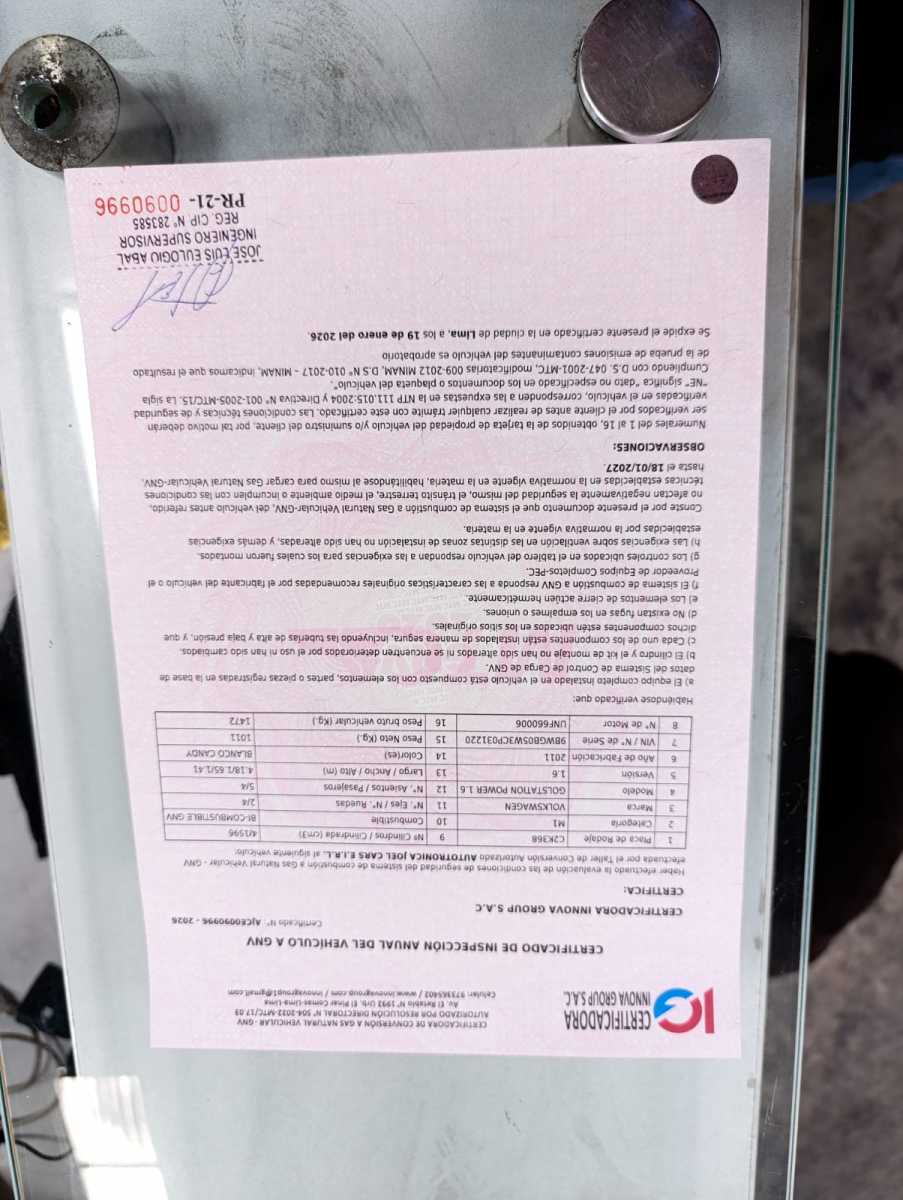 IG CERTIFICADORA
INNOVA GROUP S.A.C.
CERTIFICADORA DE CONVERSIÓN A GAS NATURAL VEHICULAR - GNV
AUTORIZADO POR RESOLUCIÓN DIRECTORAL N° 504-2022-MTC/17.03
Av. El Retablo N° 1992 Urb. El Pinar Comas-Lima-Lima
Celular: 973365402 / www.innovagroup.com / innovagroup1@gmail.com
CERTIFICADO DE INSPECCIÓN ANUAL DEL VEHÍCULO A GNV
Certificado N°: AJCE0090996 - 2026
CERTIFICADORA INNOVA GROUP S.A.C
CERTIFICA:
Haber efectuado la evaluación de las condiciones de seguridad del sistema de combustión a Gas Natural Vehicular - GNV
efectuada por el Taller de Conversión Autorizado AUTOTRONICA JOEL CARS E.I.R.L. al siguiente vehículo:
1 Placa de Rodaje C2K368 9 N° Cilindros / Cilindrada (cm3) 4/1596
2 Categoría M1 10 Combustible BI-COMBUSTIBLE GNV
3 Marca VOLKSWAGEN 11 N°. Ejes / N°. Ruedas 2/4
4 Modelo GOLSTATION POWER 1.6 12 N°. Asientos / Pasajeros 5/4
5 Versión 1.6 13 Largo / Ancho / Alto (m) 4.18/1.65/1.41
6 Año de Fabricación 2011 14 Color(es) BLANCO CANDY
7 VIN / N° de Serie 9BWGB05W3CP031220 15 Peso Neto (Kg.) 1011
8 N° de Motor UNF660006 16 Peso bruto vehicular (Kg.) 1472
Habiéndose verificado que:
a) El equipo completo instalado en el vehículo está compuesto con los elementos, partes o piezas registradas en la base de
datos del Sistema de Control de Carga de GNV.
b) El cilindro y el kit de montaje no han sido alterados ni se encuentren deteriorados por el uso ni han sido cambiados.
c) Cada uno de los componentes están instalados de manera segura, incluyendo las tuberías de alta y baja presión, y que
dichos componentes estén ubicados en los sitios originales.
d) No existan fugas en los empalmes o uniones.
e) Los elementos de cierre actúen herméticamente.
f) El sistema de combustión a GNV responda a las características originales recomendadas por el fabricante del vehículo o el
Proveedor de Equipos Completos-PEC.
g) Los controles ubicados en el tablero del vehículo respondan a las exigencias para los cuales fueron montados.
h) Las exigencias sobre ventilación en las distintas zonas de instalación no han sido alteradas, y demás exigencias
establecidas por la normativa vigente en la materia.
Conste por el presente documento que el sistema de combustión a Gas Natural Vehicular-GNV, del vehículo antes referido,
no afectan negativamente la seguridad del mismo, el tránsito terrestre, el medio ambiente o incumplen con las condiciones
técnicas establecidas en la normativa vigente en la materia, habilitándose al mismo para cargar Gas Natural Vehicular-GNV,
hasta el 18/01/2027.
OBSERVACIONES:
Numerales del 1 al 16, obtenidos de la tarjeta de propiedad del vehículo y/o suministro del cliente, por tal motivo deberán
ser verificados por el cliente antes de realizar cualquier trámite con este certificado. Las condiciones técnicas y de seguridad
verificadas en el vehículo, corresponden a las expuestas en la NTP 111.015:2004 y Directiva N° 001-2005-MTC/15. La sigla
"NE" significa "dato no especificado en los documentos o plaqueta del vehículo".
Cumpliendo con D.S. 047-2001-MTC, modificatorias 009-2012 MINAM, D.S N° 010-2017 - MINAM, indicamos que el resultado
de la prueba de emisiones contaminantes del vehículo es aprobatorio
Se expide el presente certificado en la ciudad de Lima, a los 19 de enero del 2026.
JOSE LUIS EULOGIO ABAL
INGENIERO SUPERVISOR
REG. CIP N° 283585
PR-21- 0090996